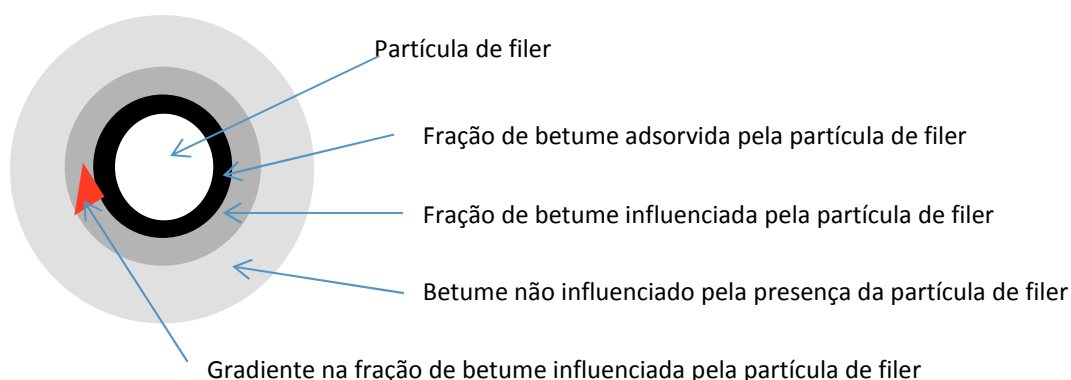 Partícula de filer
Fração de betume adsorvida pela partícula de filer
Fração de betume influenciada pela partícula de filer
Betume não influenciado pela presença da partícula de filer
Gradiente na fração de betume influenciada pela partícula de filer